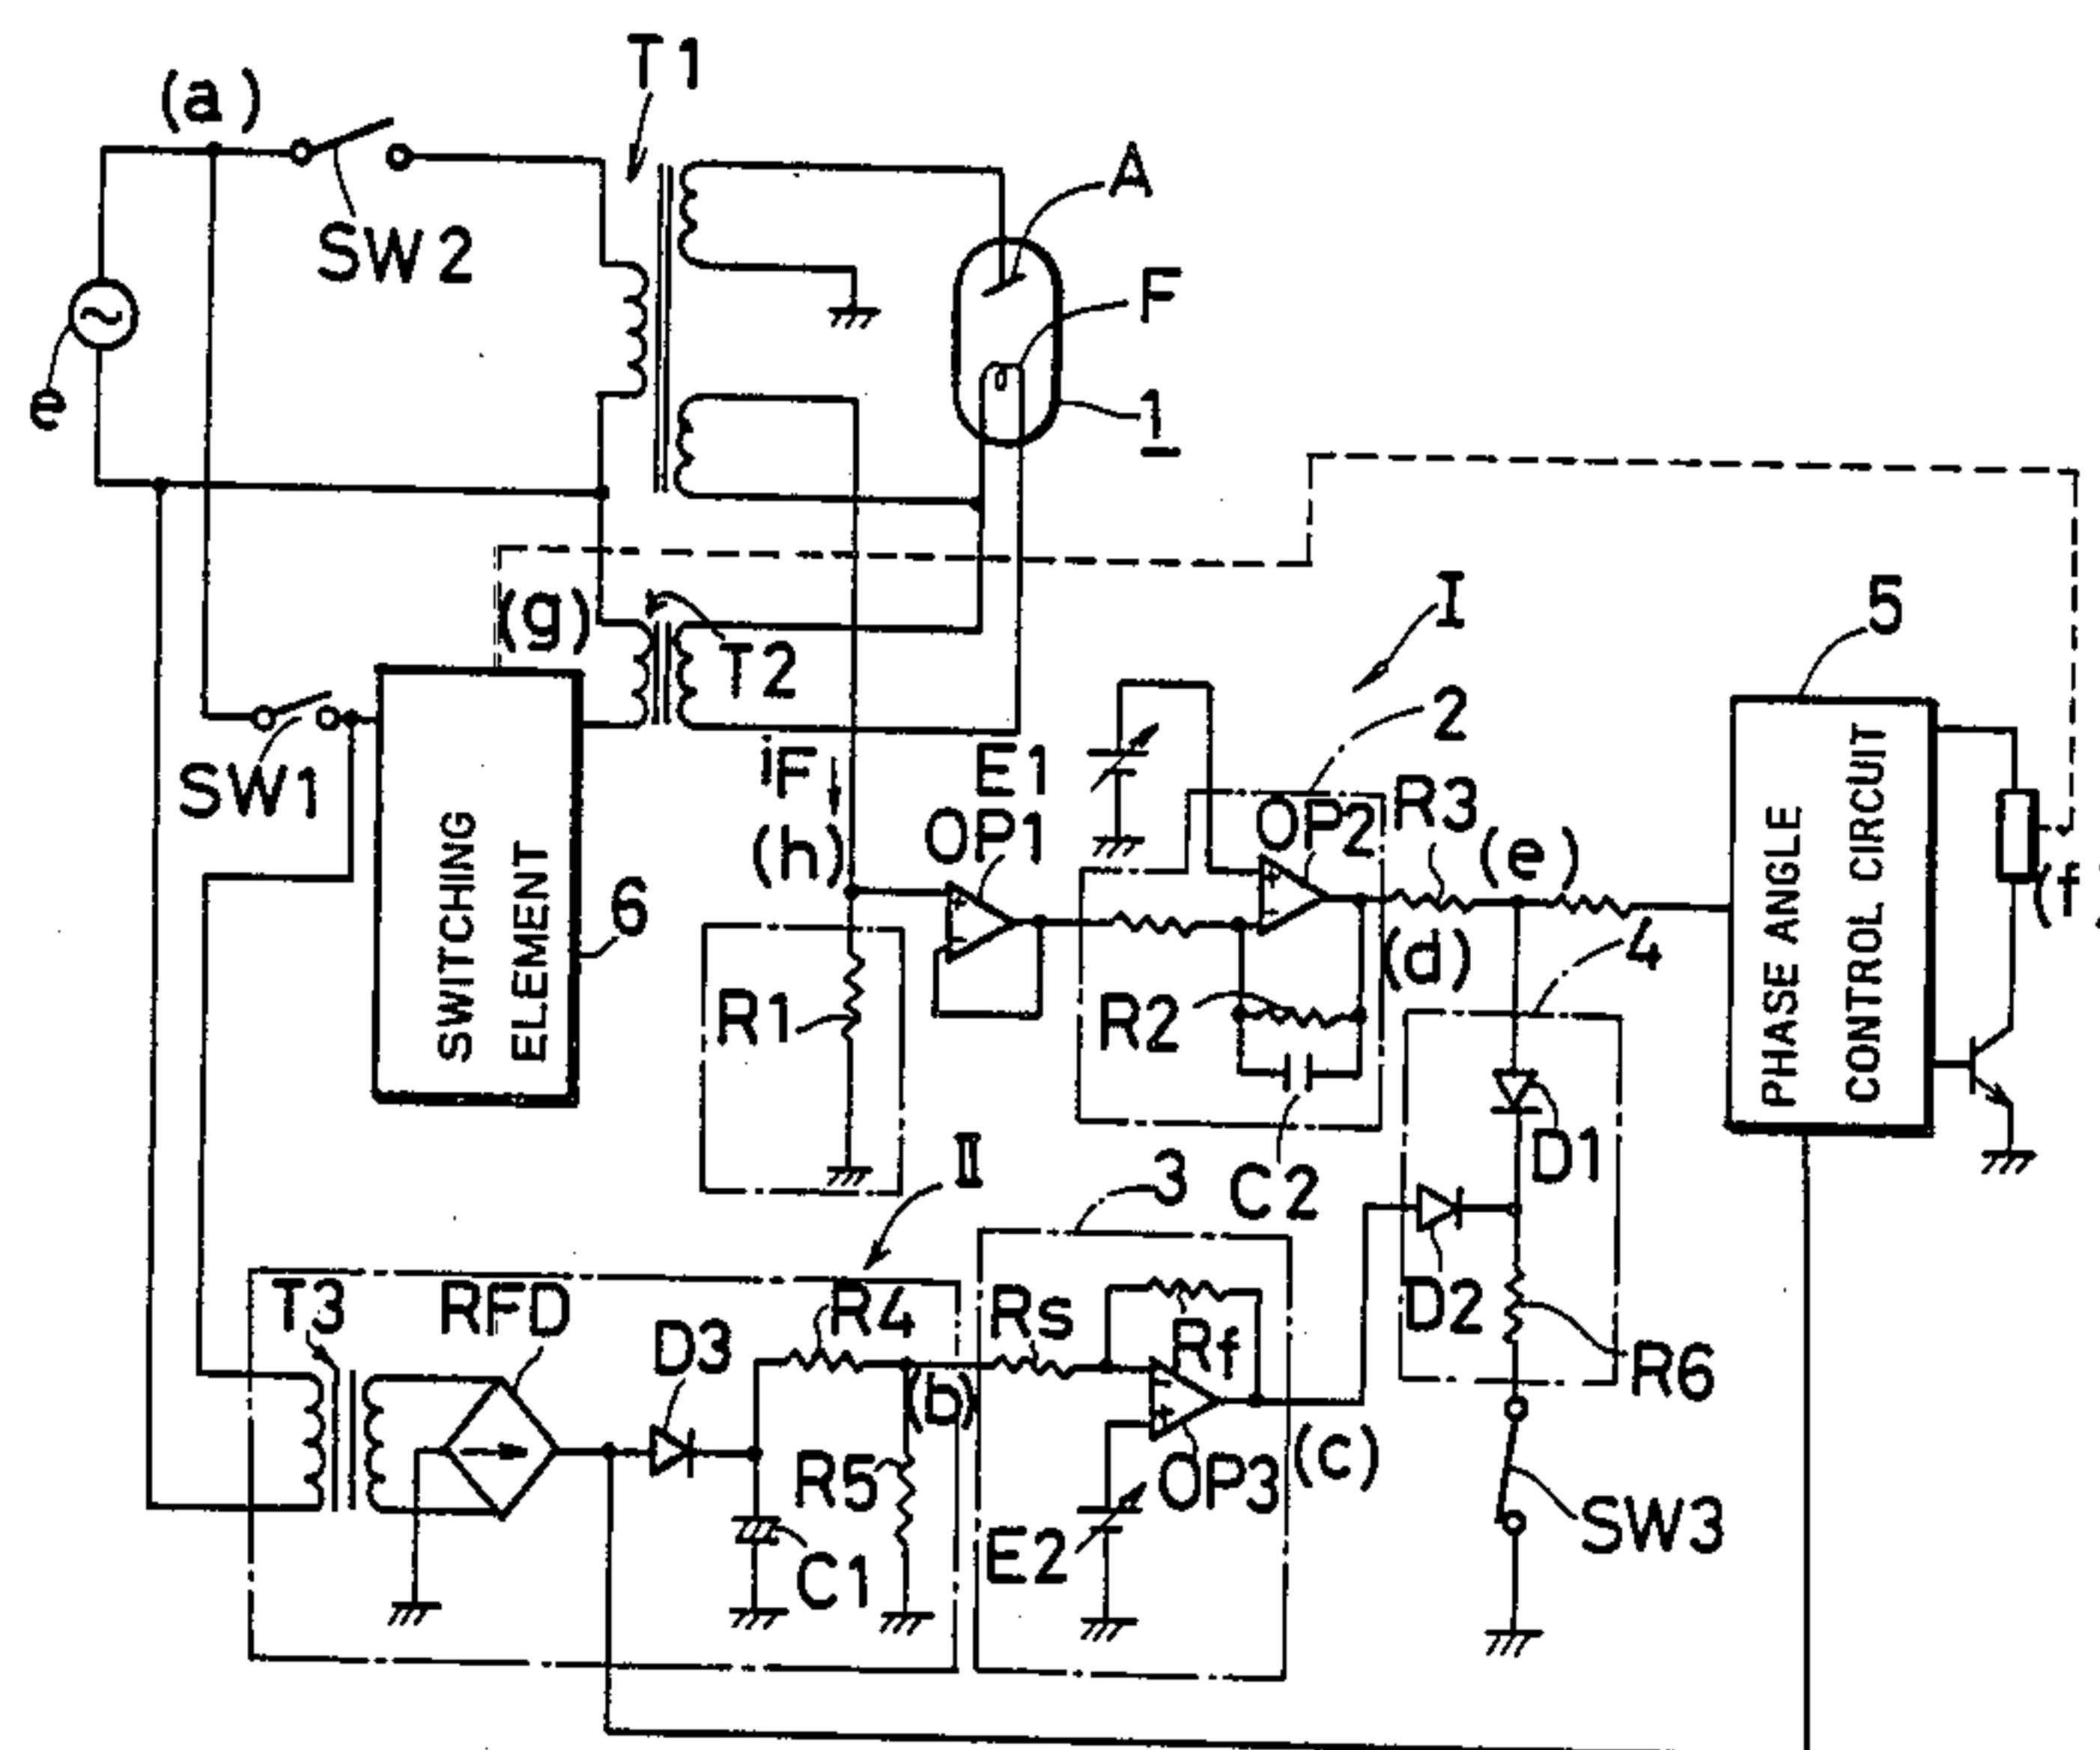 T1
(a)
A
SW2
F
e
1
(g)
T2
I
5
2
SW1
iF
E1
OP1
OP2
R3
(e)
(h)
(f
6
SWITCHING
ELEMENT
R1
R2
(d)
4
PHASE ANGLE
CONTROL CIRCUIT
D1
II
3
C2
T3
RFD
D3
R4
Rs
Rf
D2
R6
(b)
R5
OP3
(c)
C1
E2
SW3